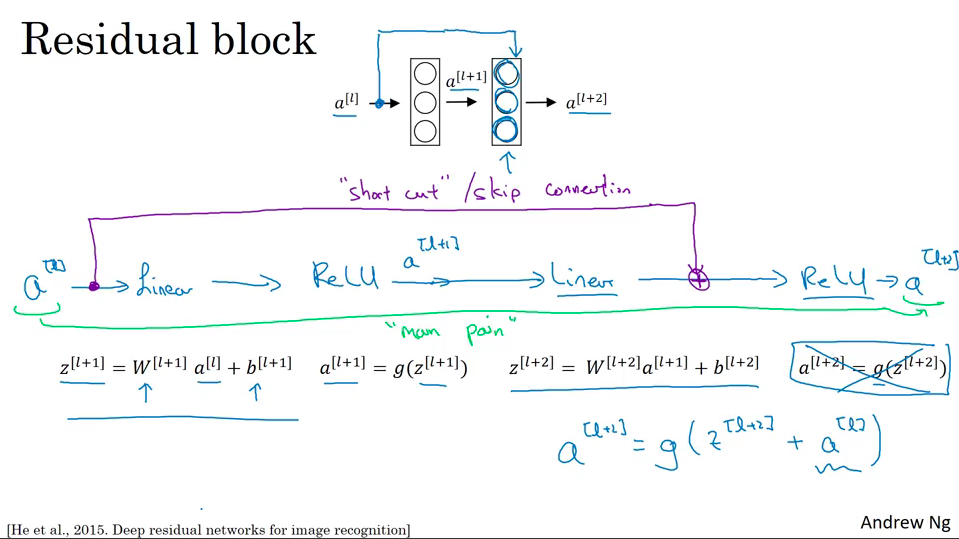 Residual block
a^[l] a^[l+1] a^[l+2]
"short cut" / skip connection
a^[l] → Linear → ReLU a^[l+1] → Linear → ReLU → a^[l+2]
"main path"
z^[l+1] = W^[l+1] a^[l] + b^[l+1] a^[l+1] = g(z^[l+1]) z^[l+2] = W^[l+2] a^[l+1] + b^[l+2] a^[l+2] = g(z^[l+2])
a^[l+2] = g(z^[l+2] + a^[l])
[He et al., 2015. Deep residual networks for image recognition]
Andrew Ng